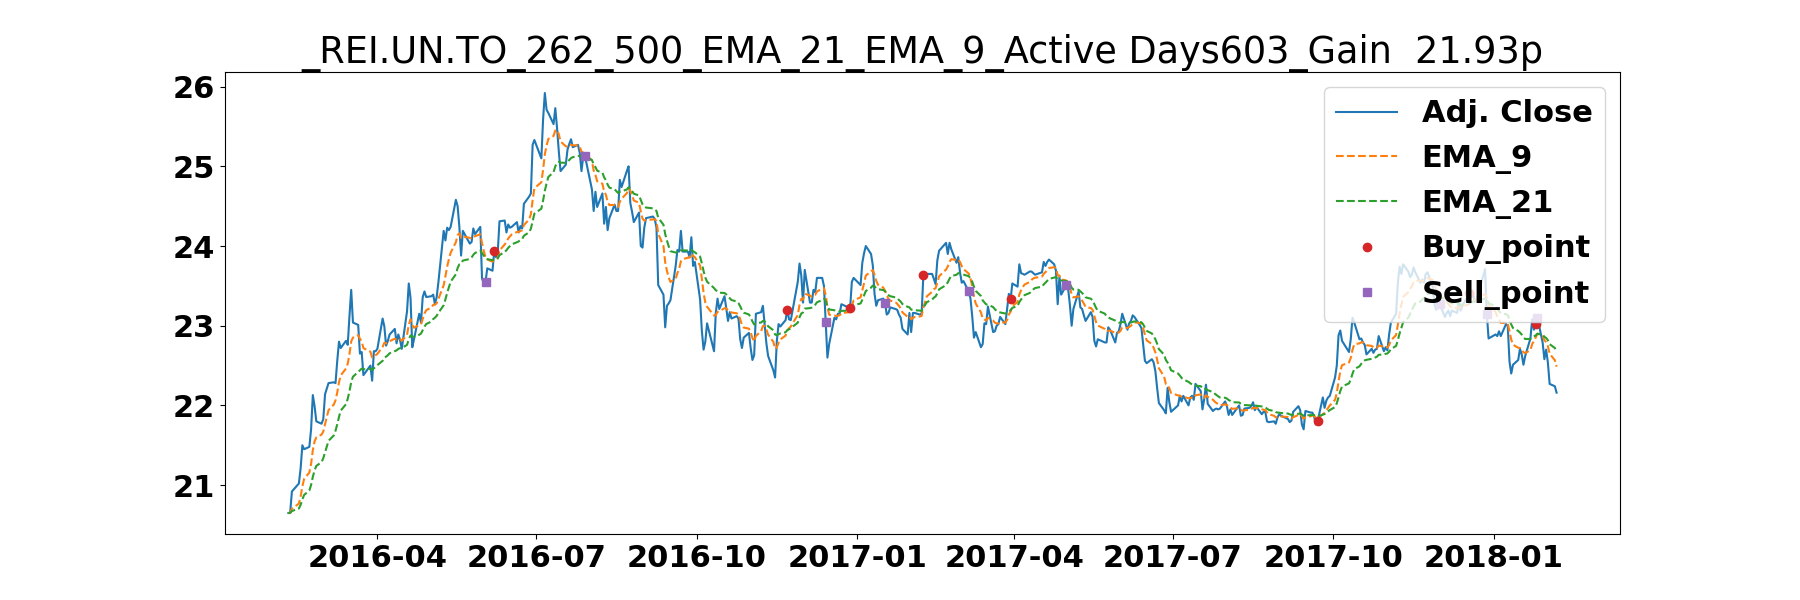 _REI.UN.TO_262_500_EMA_21_EMA_9_Active Days603_Gain  21.93p
26
25
24
23
22
21
Adj. Close
EMA_9
EMA_21
Buy_point
Sell_point
2016-04 2016-07 2016-10 2017-01 2017-04 2017-07 2017-10 2018-01